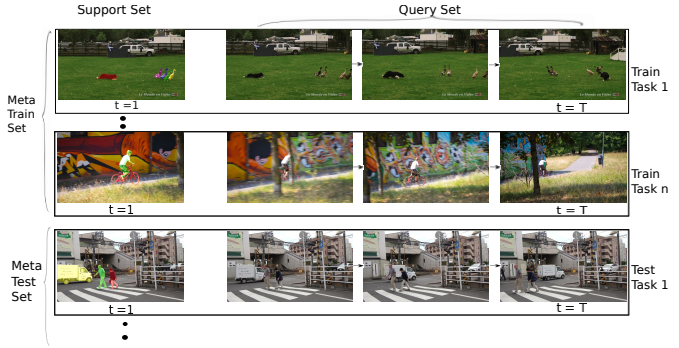 Support Set
Query Set
Meta
Train
Set
t =1
t = T
Train
Task 1
t =1
t = T
Train
Task n
Meta
Test
Set
t =1
t = T
Test
Task 1